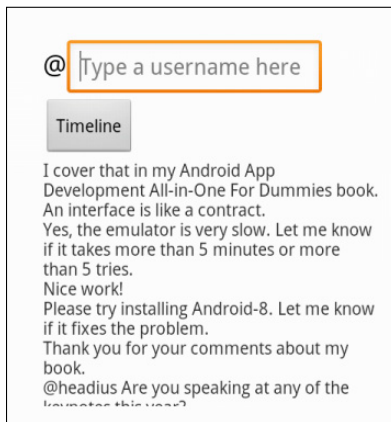 @ Type a username here
Timeline
I cover that in my Android App
Development All-in-One For Dummies book.
An interface is like a contract.
Yes, the emulator is very slow. Let me know
if it takes more than 5 minutes or more
than 5 tries.
Nice work!
Please try installing Android-8. Let me know
if it fixes the problem.
Thank you for your comments about my
book.
@headius Are you speaking at any of the
keynotes this year?